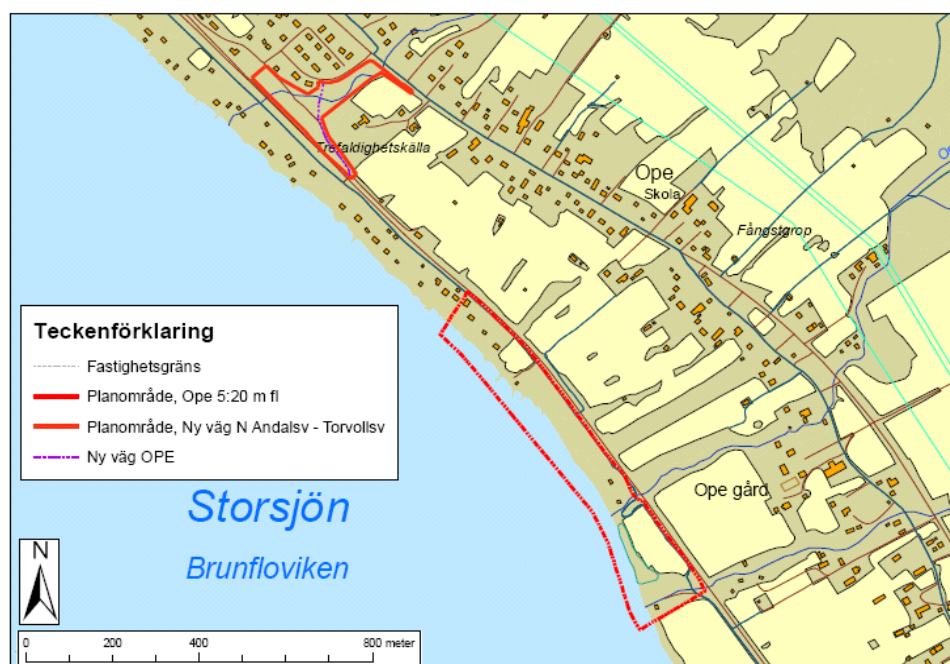 Trefaldighetskälla
Ope
Skola
Fångstgrop
Teckenförklaring
Fastighetsgräns
Planområde, Ope 5:20 m fl
Planområde, Ny väg N Andalsv - Torvollsv
Ny väg OPE
Ope gård
Storsjön
Brunfloviken
N
0 200 400 800 meter